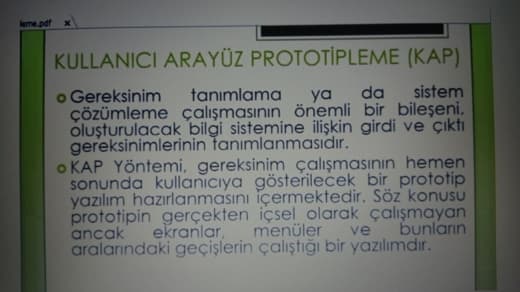 leme.pdf x
KULLANICI ARAYÜZ PROTOTİPLEME (KAP)
Gereksinim tanımlama ya da sistem
çözümleme çalışmasının önemli bir bileşeni,
oluşturulacak bilgi sistemine ilişkin girdi ve çıktı
gereksinimlerinin tanımlanmasıdır.
KAP Yöntemi, gereksinim çalışmasının hemen
sonunda kullanıcıya gösterilecek bir prototip
yazılım hazırlanmasını içermektedir. Söz konusu
prototipin gerçekten içsel olarak çalışmayan
ancak ekranlar, menüler ve bunların
aralarındaki geçişlerin çalıştığı bir yazılımdır.